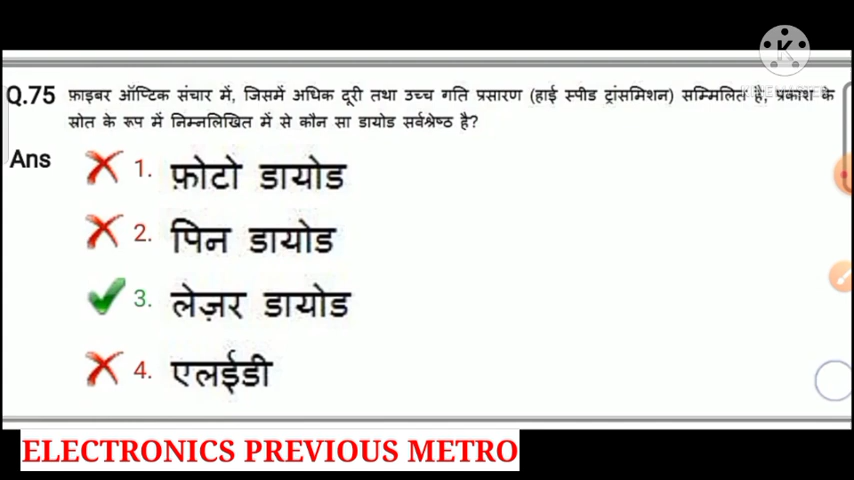 Q.75 फ़ाइबर ऑप्टिक संचार में, जिसमें अधिक दूरी तथा उच्च गति प्रसारण (हाई स्पीड ट्रांसमिशन) सम्मिलित है, प्रकाश के
स्रोत के रूप में निम्नलिखित में से कौन सा डायोड सर्वश्रेष्ठ है?
Ans
1. फ़ोटो डायोड
2. पिन डायोड
3. लेज़र डायोड
4. एलईडी
ELECTRONICS PREVIOUS METRO